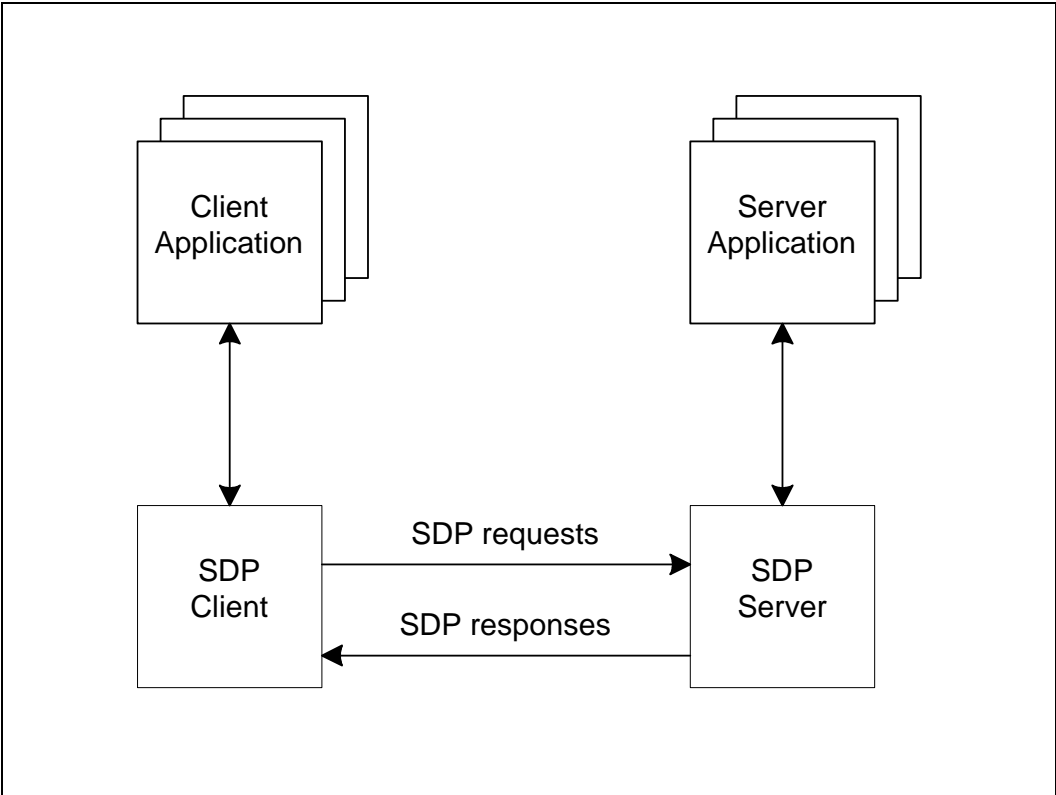 Client
Application
Server
Application
SDP requests
SDP
Client
SDP
Server
SDP responses